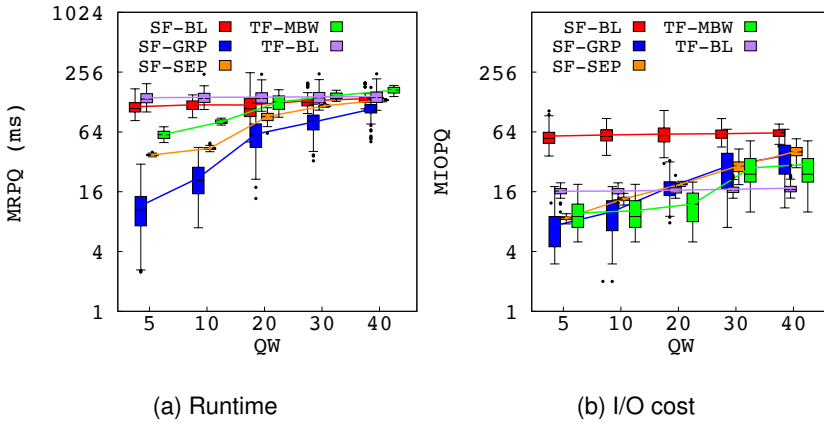 1024
256
64
16
4
1
MRPQ (ms)
SF-BL
SF-GRP
SF-SEP
TF-MBW
TF-BL
5 10 20 30 40
QW
(a) Runtime
1024
256
64
16
4
1
MIOPQ
SF-BL
SF-GRP
SF-SEP
TF-MBW
TF-BL
5 10 20 30 40
QW
(b) I/O cost